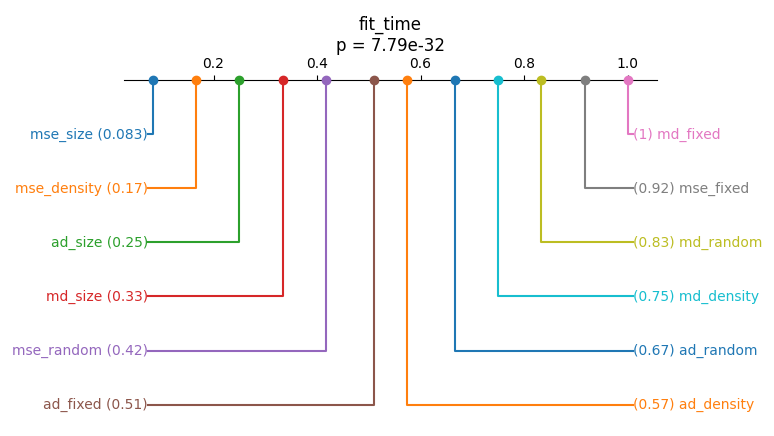 fit_time
p = 7.79e-32
0.2 0.4 0.6 0.8 1.0
mse_size (0.083) (1) md_fixed
mse_density (0.17) (0.92) mse_fixed
ad_size (0.25) (0.83) md_random
md_size (0.33) (0.75) md_density
mse_random (0.42) (0.67) ad_random
ad_fixed (0.51) (0.57) ad_density